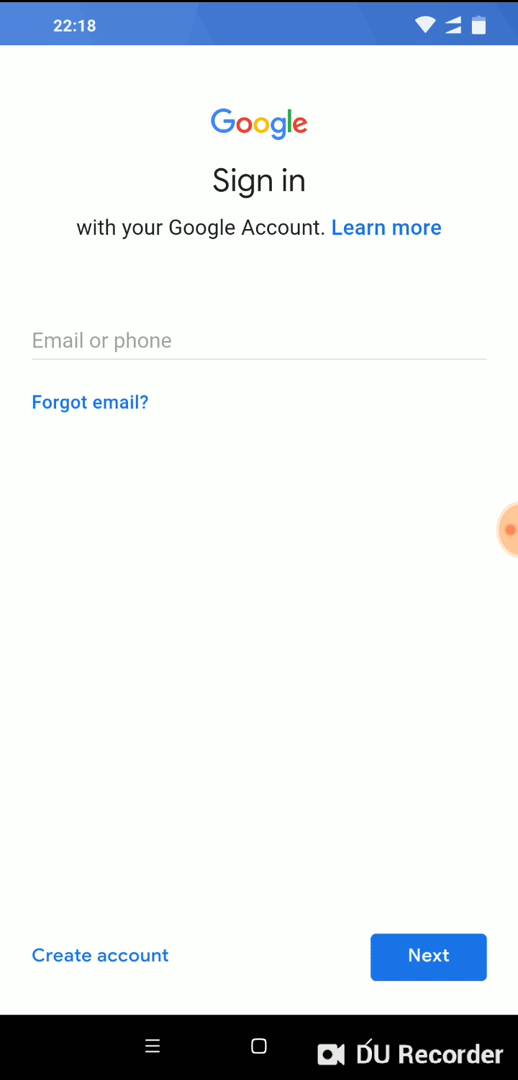 22:18
Google
Sign in
with your Google Account. Learn more
Email or phone
Forgot email?
Create account
Next
DU Recorder